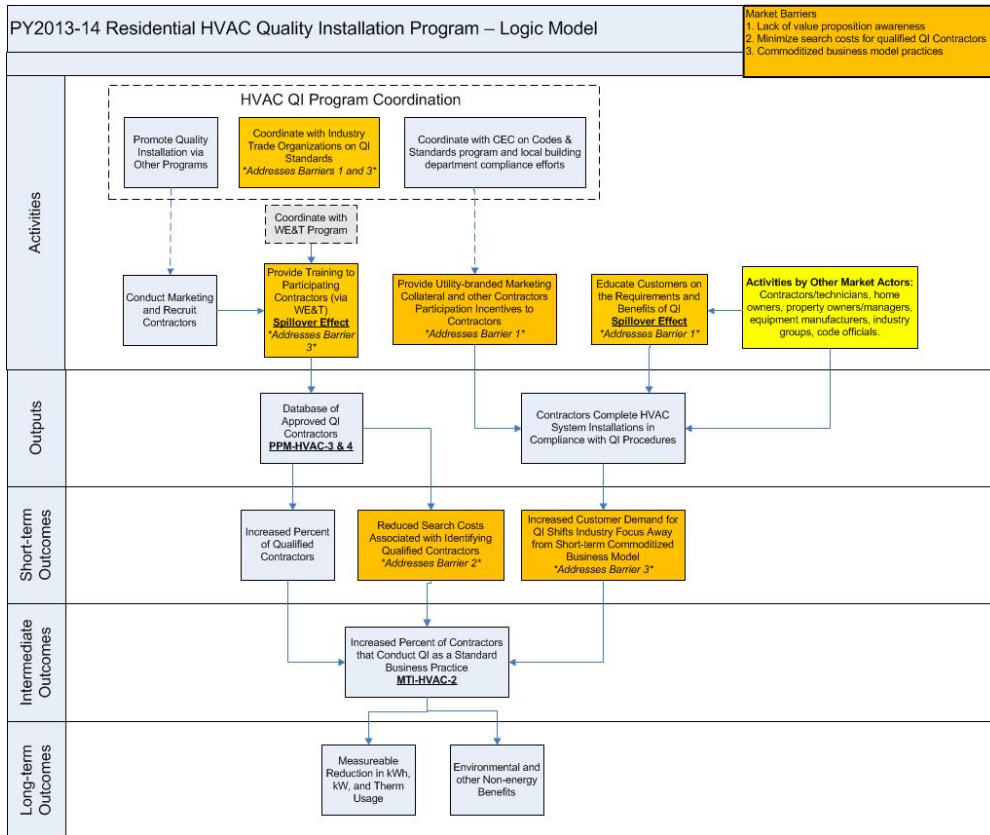 PY2013-14 Residential HVAC Quality Installation Program – Logic Model
Market Barriers
1. Lack of value proposition awareness
2. Minimize search costs for qualified QI Contractors
3. Commoditized business model practices
Activities
HVAC QI Program Coordination
Promote Quality
Installation via
Other Programs
Coordinate with Industry
Trade Organizations on QI
Standards
*Addresses Barriers 1 and 3*
Coordinate with CEC on Codes &
Standards program and local building
department compliance efforts
Coordinate with
WE&T Program
Conduct Marketing
and Recruit
Contractors
Provide Training to
Participating
Contractors (via
WE&T)
Spillover Effect
*Addresses Barrier
3*
Provide Utility-branded Marketing
Collateral and other Contractors
Participation Incentives to
Contractors
*Addresses Barrier 1*
Educate Customers
on the Requirements and
Benefits of QI
Spillover Effect
*Addresses Barrier 1*
Activities by Other Market Actors:
Contractors/technicians, home
owners, property owners/managers,
equipment manufacturers, industry
groups, code officials.
Outputs
Database of
Approved QI
Contractors
PPM-HVAC-3 & 4
Contractors Complete HVAC
System Installations in
Compliance with QI Procedures
Short-term
Outcomes
Increased Percent
of Qualified
Contractors
Reduced Search Costs
Associated with Identifying
Qualified Contractors
*Addresses Barrier 2*
Increased Customer Demand for
QI Shifts Industry Focus Away
from Short-term Commoditized
Business Model
*Addresses Barrier 3*
Intermediate
Outcomes
Increased Percent of Contractors
that Conduct QI as a Standard
Business Practice
MTI-HVAC-2
Long-term
Outcomes
Measureable
Reduction in kWh,
kW, and Therm
Usage
Environmental and
other Non-energy
Benefits